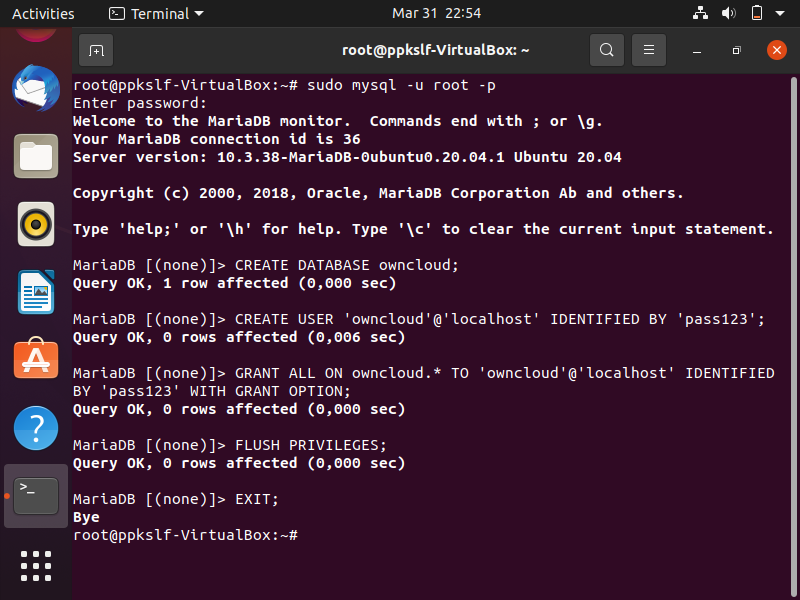 Activities
Terminal
Mar 31 22:54
root@ppkslf-VirtualBox: ~
root@ppkslf-VirtualBox:~# sudo mysql -u root -p
Enter password:
Welcome to the MariaDB monitor.  Commands end with ; or \g.
Your MariaDB connection id is 36
Server version: 10.3.38-MariaDB-0ubuntu0.20.04.1 Ubuntu 20.04
Copyright (c) 2000, 2018, Oracle, MariaDB Corporation Ab and others.
Type 'help;' or '\h' for help. Type '\c' to clear the current input statement.
MariaDB [(none)]> CREATE DATABASE owncloud;
Query OK, 1 row affected (0,000 sec)
MariaDB [(none)]> CREATE USER 'owncloud'@'localhost' IDENTIFIED BY 'pass123';
Query OK, 0 rows affected (0,006 sec)
MariaDB [(none)]> GRANT ALL ON owncloud.* TO 'owncloud'@'localhost' IDENTIFIED
BY 'pass123' WITH GRANT OPTION;
Query OK, 0 rows affected (0,000 sec)
MariaDB [(none)]> FLUSH PRIVILEGES;
Query OK, 0 rows affected (0,000 sec)
MariaDB [(none)]> EXIT;
Bye
root@ppkslf-VirtualBox:~#